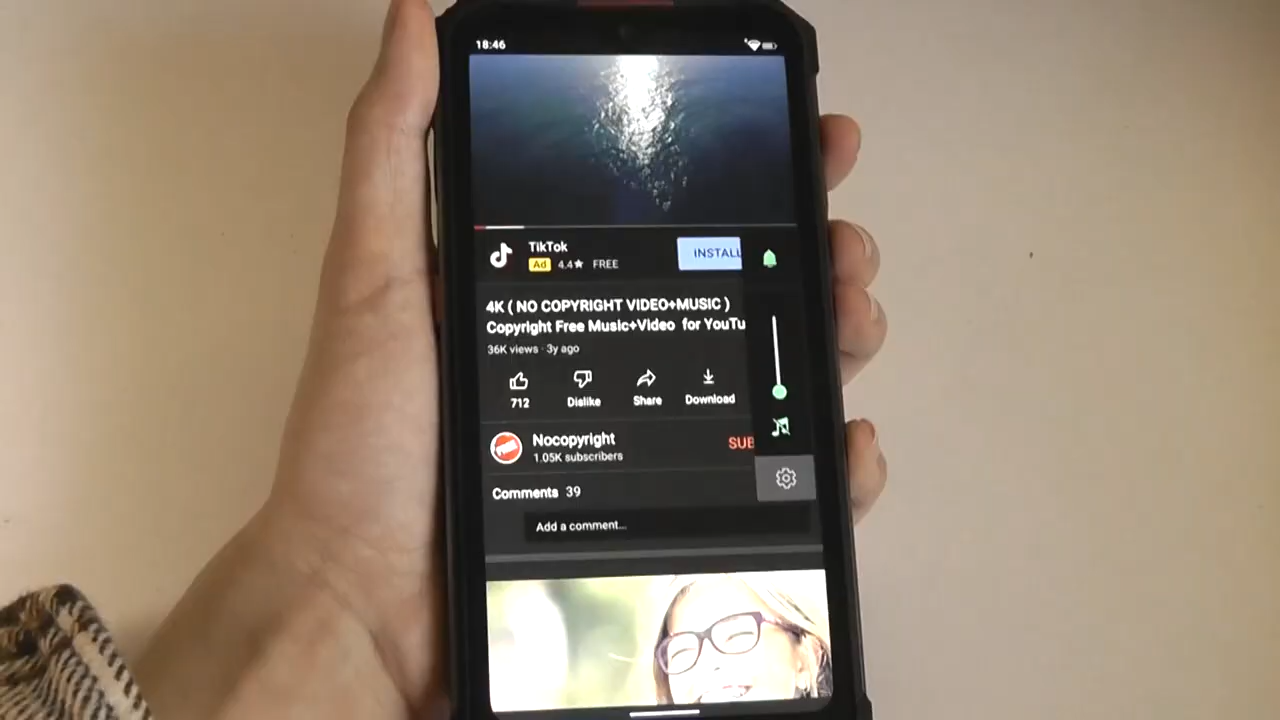 18:46
TikTok
INSTALL
Ad 4.4★ FREE
4K ( NO COPYRIGHT VIDEO+MUSIC )
Copyright Free Music+Video for YouTu
36K views · 3y ago
712 Dislike Share Download
Nocopyright
SUB
1.05K subscribers
Comments 39
Add a comment...